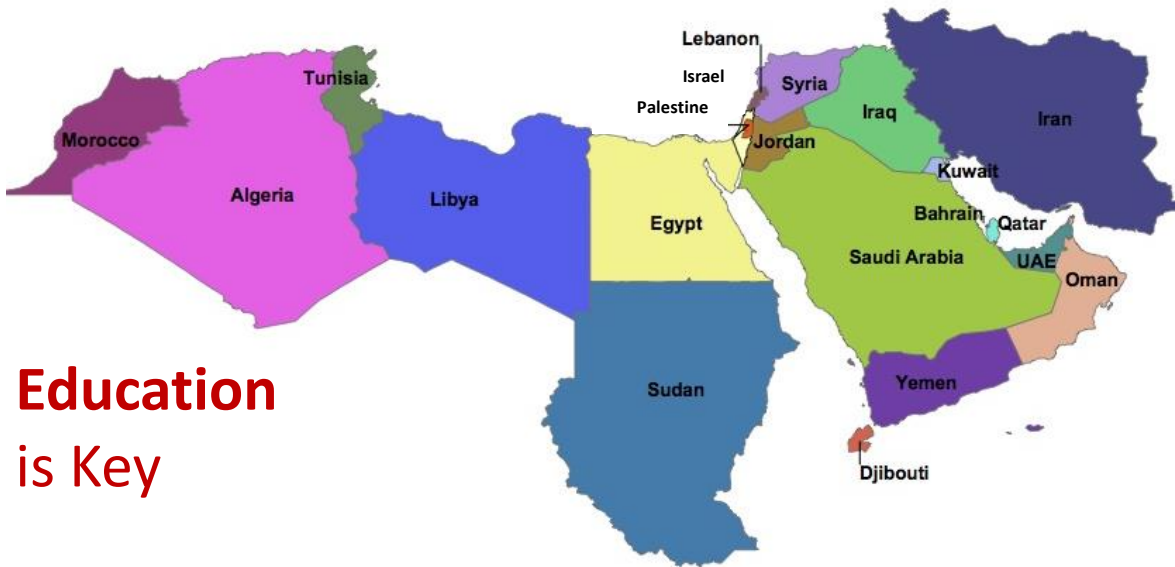 Lebanon
Israel
Syria
Tunisia
Palestine
Iraq
Iran
Morocco
Jordan
Kuwait
Algeria
Libya
Bahrain
Qatar
Egypt
Saudi Arabia
UAE
Oman
Education
is Key
Sudan
Yemen
Djibouti